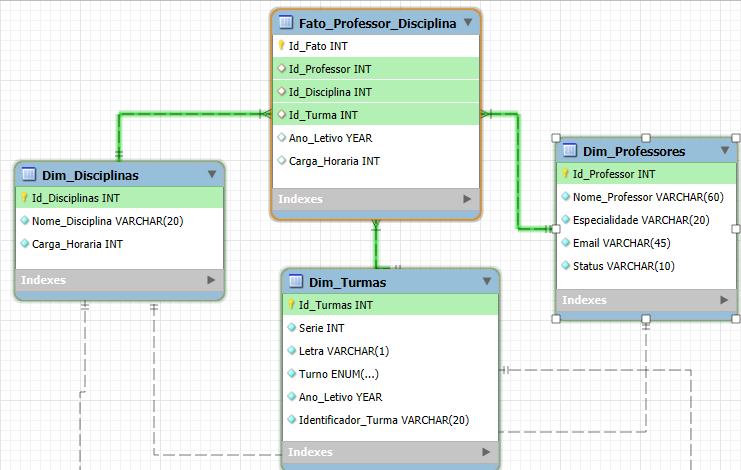 Fato_Professor_Disciplina
Id_Fato INT
Id_Professor INT
Id_Disciplina INT
Id_Turma INT
Ano_Letivo YEAR
Carga_Horaria INT
Indexes
Dim_Disciplinas
Id_Disciplinas INT
Nome_Disciplina VARCHAR(20)
Carga_Horaria INT
Indexes
Dim_Professores
Id_Professor INT
Nome_Professor VARCHAR(60)
Especialidade VARCHAR(20)
Email VARCHAR(45)
Status VARCHAR(10)
Indexes
Dim_Turmas
Id_Turmas INT
Serie INT
Letra VARCHAR(1)
Turno ENUM(...)
Ano_Letivo YEAR
Identificador_Turma VARCHAR(20)
Indexes